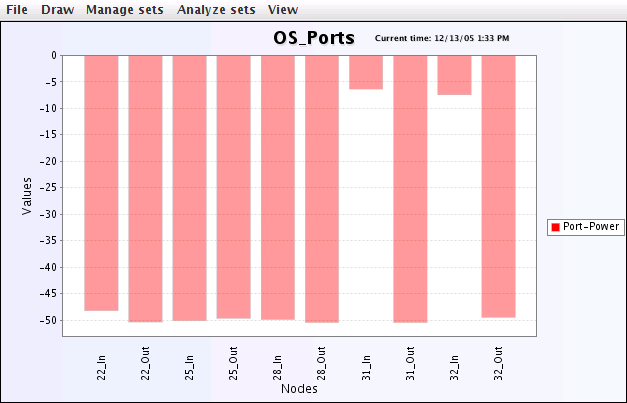 File Draw Manage sets Analyze sets View
OS_Ports Current time: 12/13/05 1:33 PM
0
-5
-10
-15
-20
-25
-30
-35
-40
-45
-50
Values
Port-Power
22_In 22_Out 25_In 25_Out 28_In 28_Out 31_In 31_Out 32_In 32_Out
Nodes